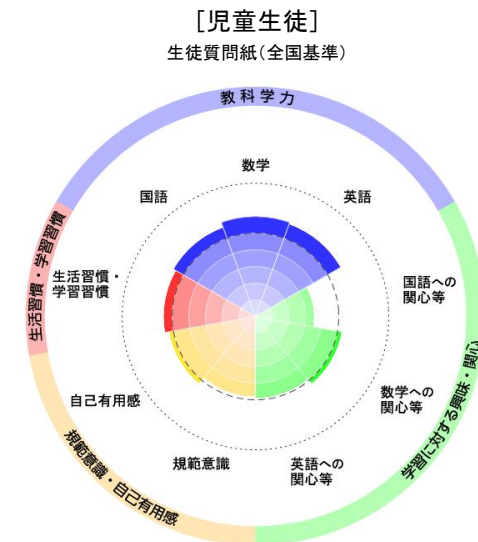 [児童生徒]
生徒質問紙(全国基準)
教科学力
数学
国語
英語
生活習慣・学習習慣
生活習慣・
学習習慣
国語への
関心等
自己有用感
数学への
関心等
規範意識
英語への
関心等
規範意識・自己有用感
学習に対する興味・関心